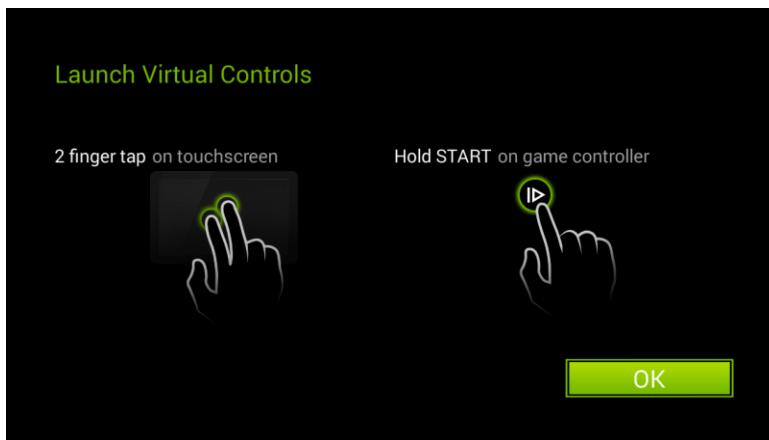 Launch Virtual Controls
2 finger tap on touchscreen
Hold START on game controller
OK